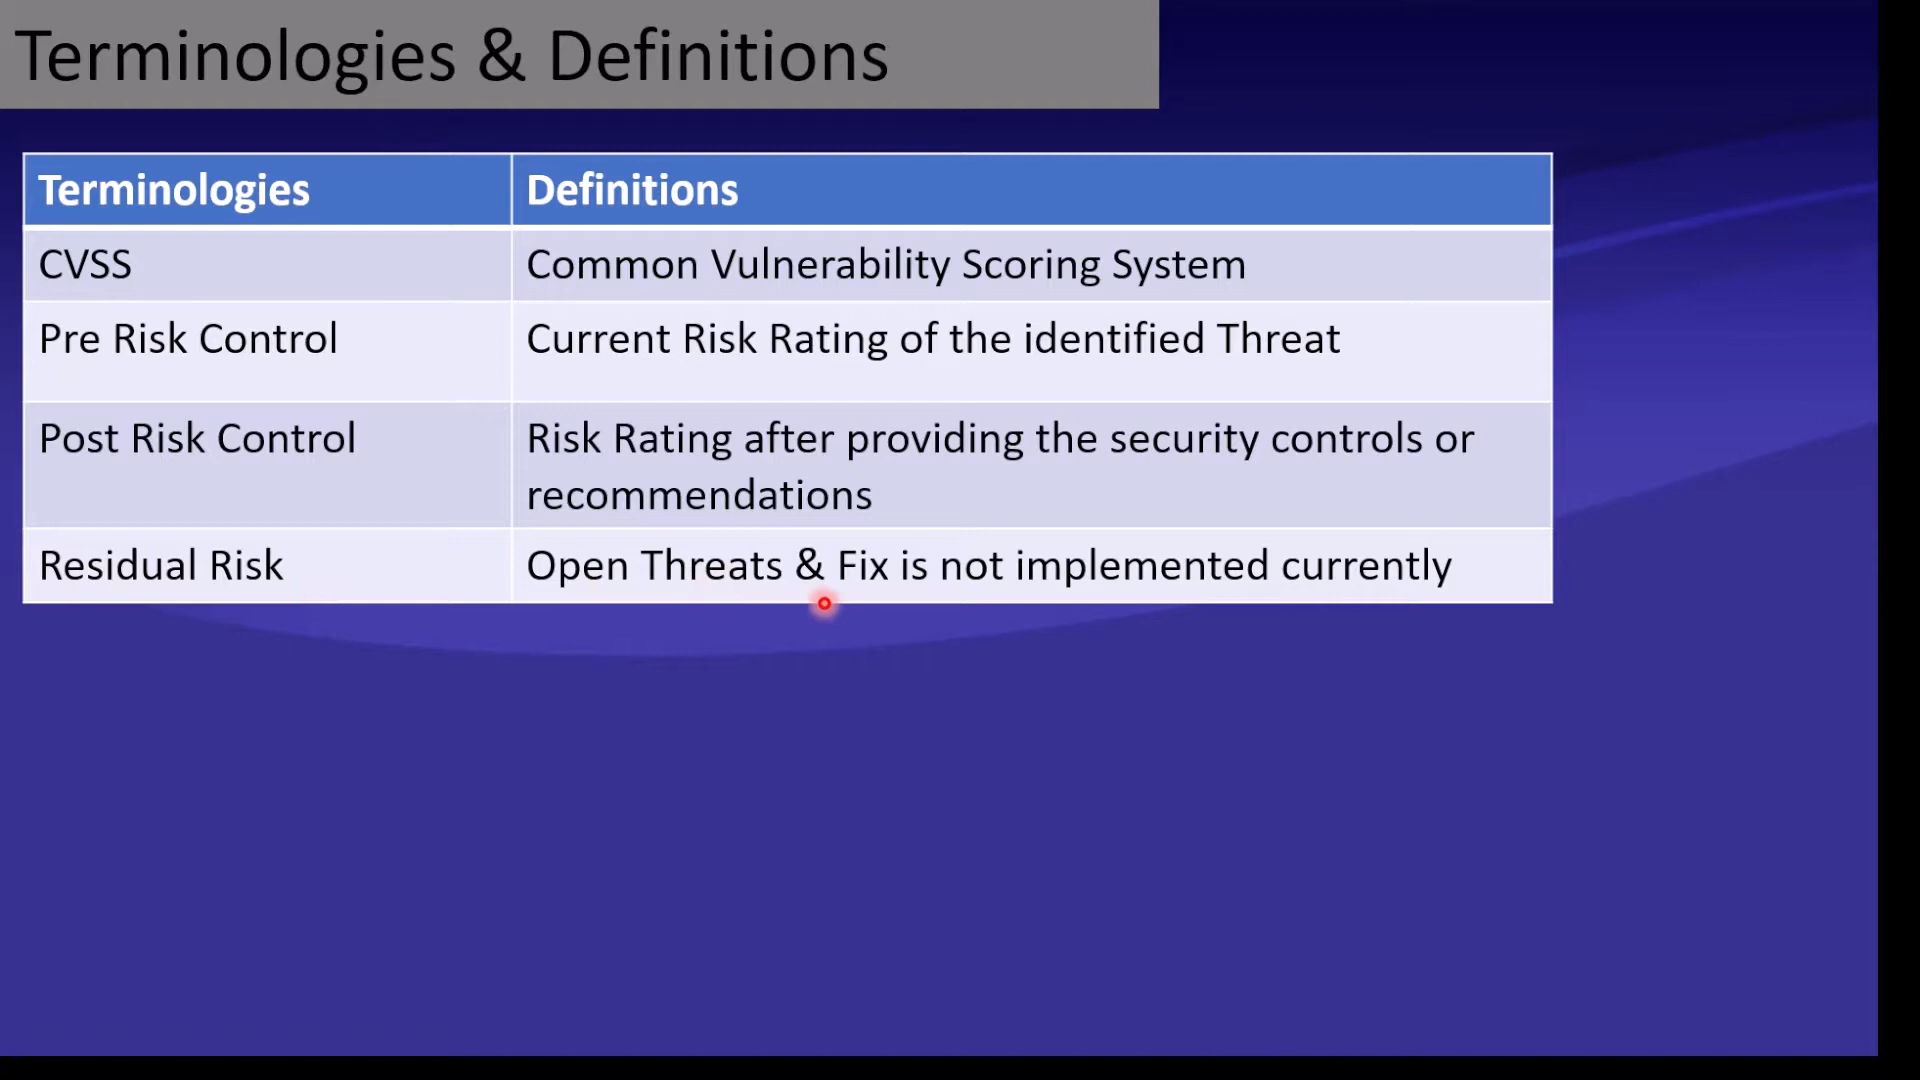 Terminologies & Definitions
Terminologies Definitions
CVSS Common Vulnerability Scoring System
Pre Risk Control Current Risk Rating of the identified Threat
Post Risk Control Risk Rating after providing the security controls or
recommendations
Residual Risk Open Threats & Fix is not implemented currently